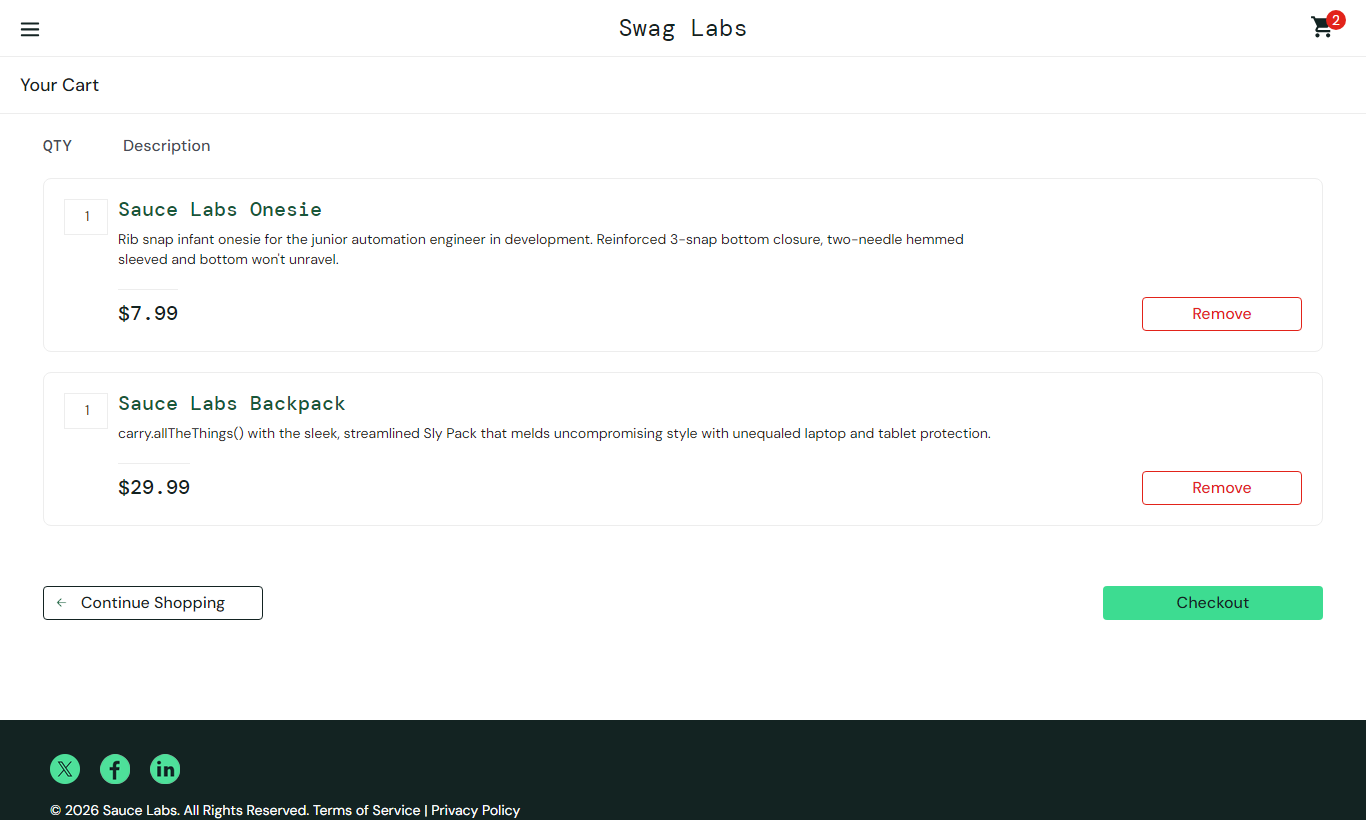 Swag Labs
2
Your Cart
QTY Description
1
Sauce Labs Onesie
Rib snap infant onesie for the junior automation engineer in development. Reinforced 3-snap bottom closure, two-needle hemmed
sleeved and bottom won't unravel.
$7.99
Remove
1
Sauce Labs Backpack
carry.allTheThings() with the sleek, streamlined Sly Pack that melds uncompromising style with unequaled laptop and tablet protection.
$29.99
Remove
Continue Shopping
Checkout
© 2026 Sauce Labs. All Rights Reserved. Terms of Service | Privacy Policy